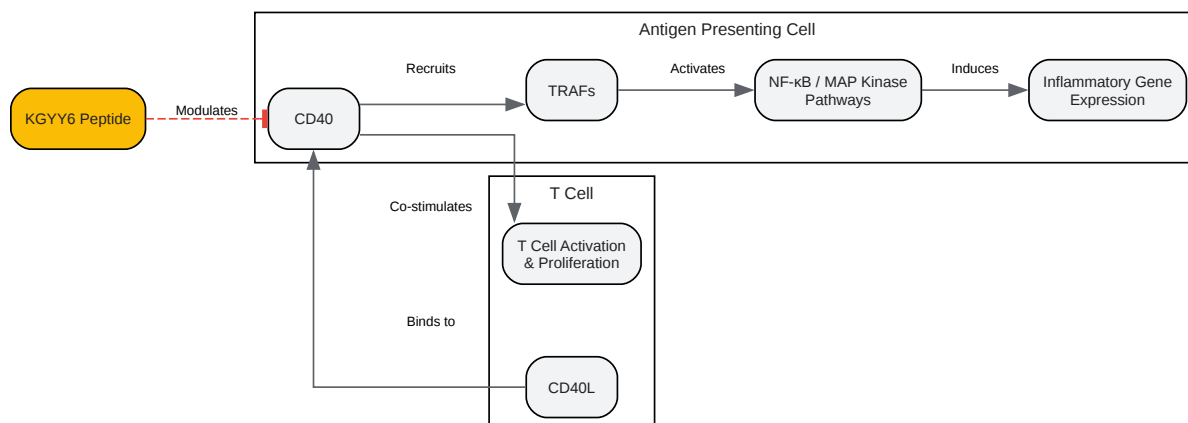 Antigen Presenting Cell
KGYY6 Peptide
Modulates
CD40
Recruits
TRAFs
Activates
NF-κB / MAP Kinase
Pathways
Induces
Inflammatory Gene
Expression
Co-stimulates
T Cell
T Cell Activation
& Proliferation
Binds to
CD40L